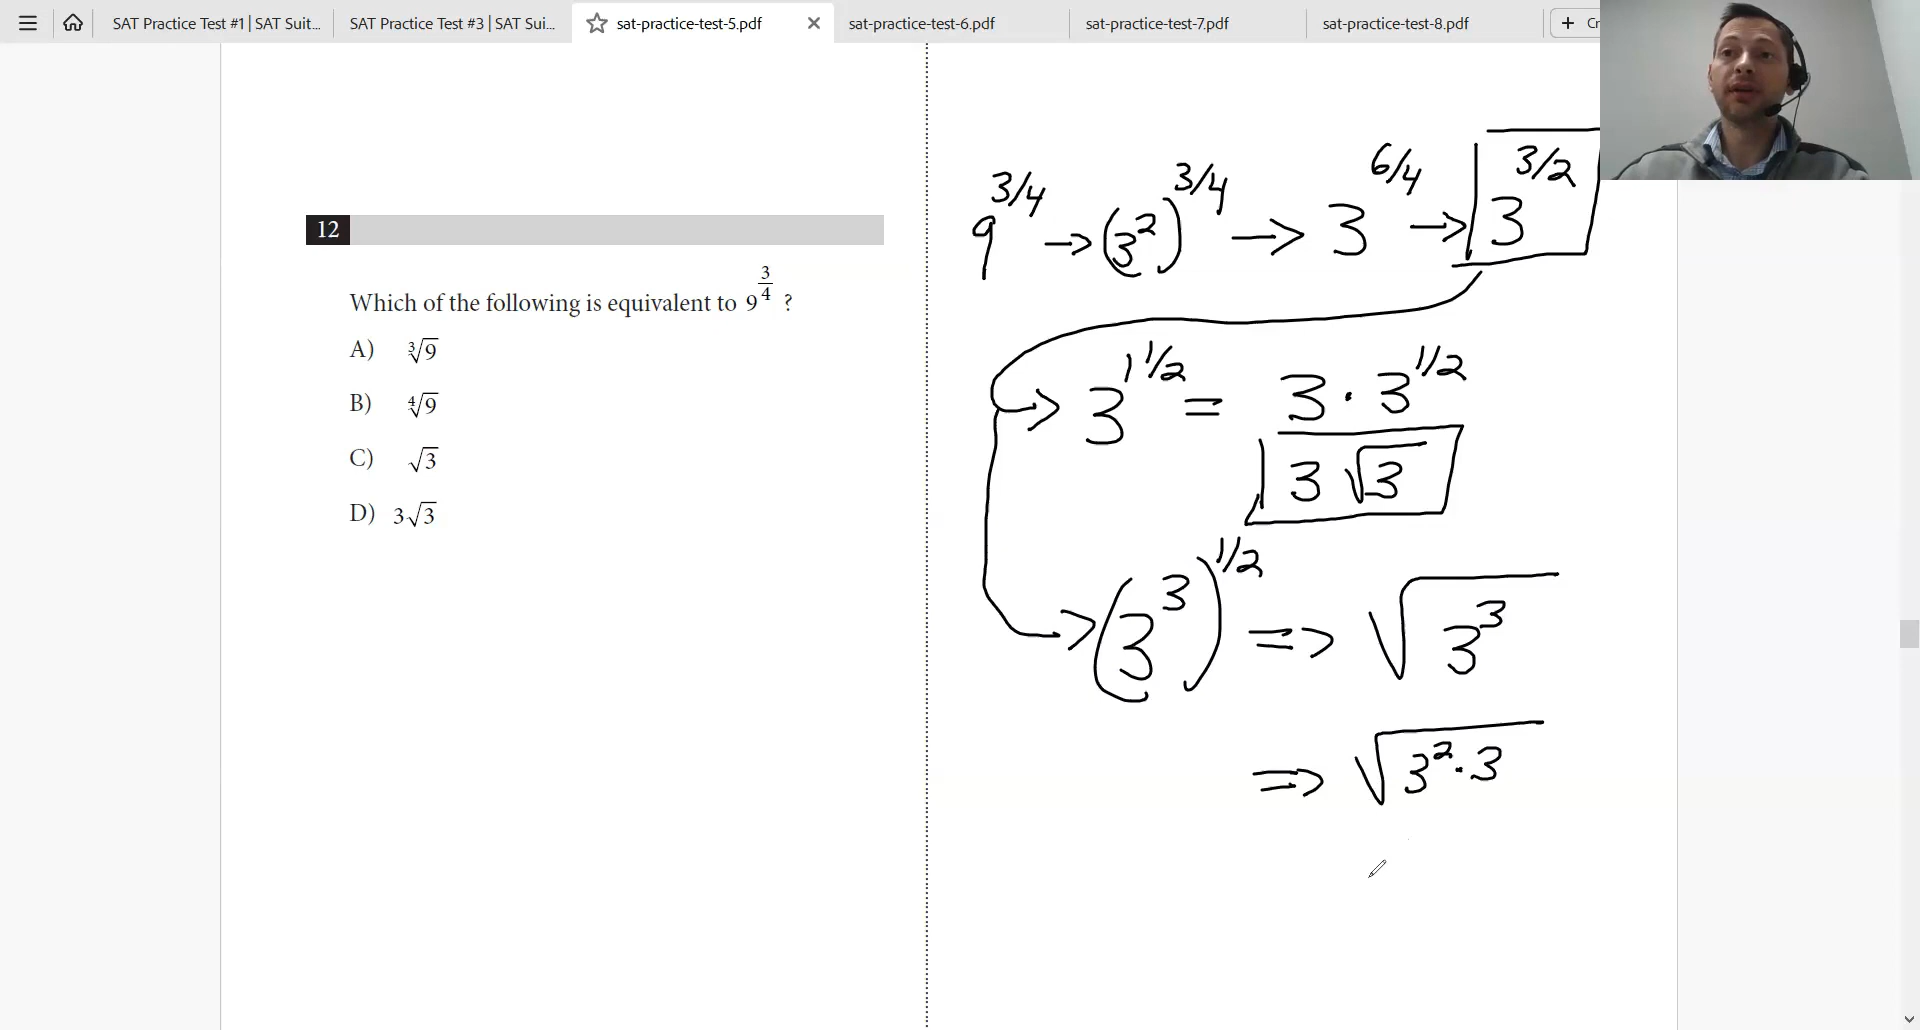 SAT Practice Test #1 | SAT Suit...
SAT Practice Test #3 | SAT Sui...
sat-practice-test-5.pdf
sat-practice-test-6.pdf
sat-practice-test-7.pdf
sat-practice-test-8.pdf
+ Cr
12
Which of the following is equivalent to 9^(3/4) ?
A) ∛9
B) ∜9
C) √3
D) 3√3
9^(3/4) → (3²)^(3/4) → 3^(6/4) → 3^(3/2)
→ 3^(1 1/2) = 3 · 3^(1/2)
3 √3
→ (3³)^(1/2) => √(3³)
=> √(3² · 3)